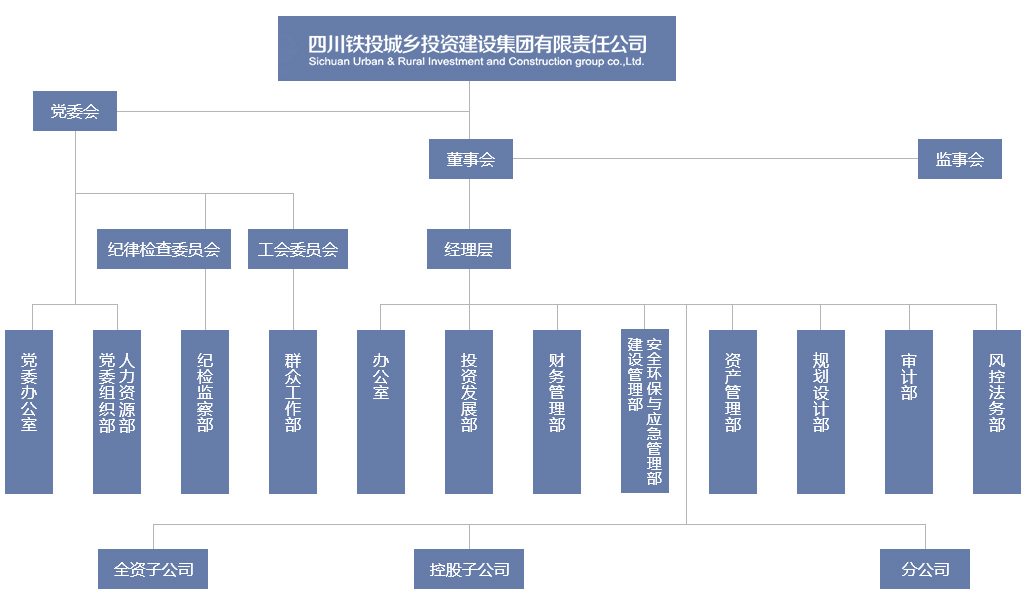 四川铁投城乡投资建设集团有限责任公司
Sichuan Urban & Rural Investment and Construction group co.,Ltd.
党委会
董事会
监事会
纪律检查委员会
工会委员会
经理层
党委办公室
党委组织部
人力资源部
纪检监察部
群众工作部
办公室
投资发展部
财务管理部
建设管理部
安全环保与应急管理部
资产管理部
规划设计部
审计部
风控法务部
全资子公司
控股子公司
分公司